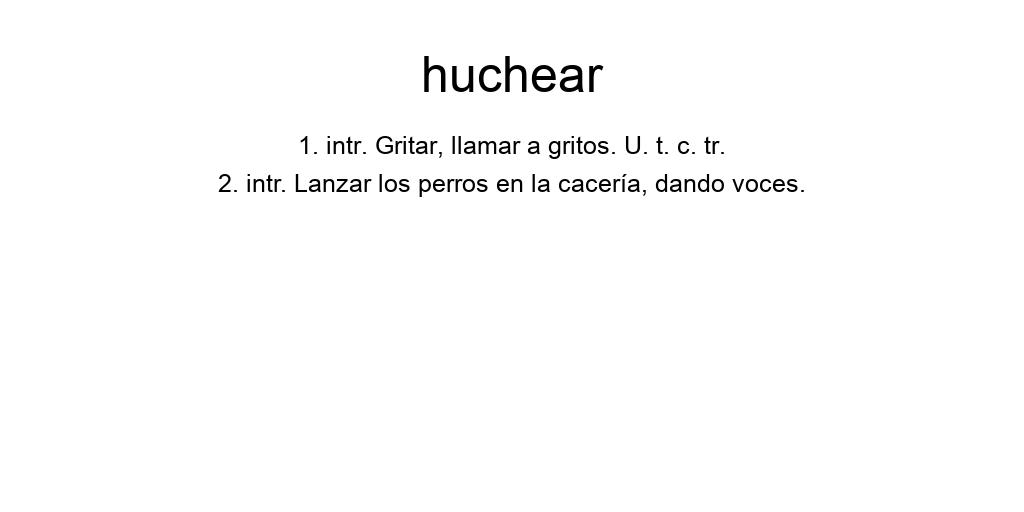 huchear
1. intr. Gritar, llamar a gritos. U. t. c. tr.
2. intr. Lanzar los perros en la cacería, dando voces.